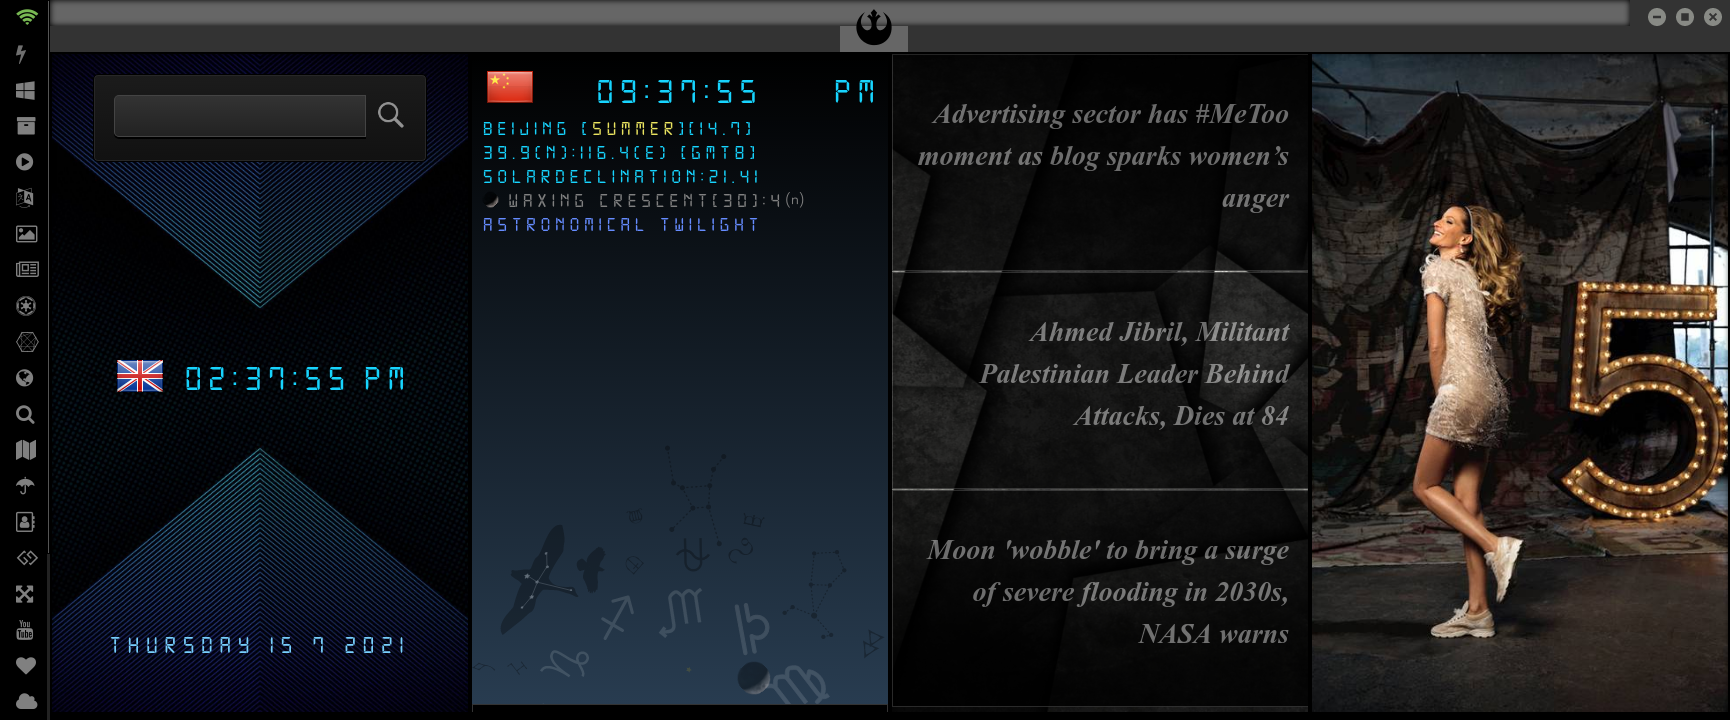 02:37:55 PM
THURSDAY 15 7 2021
09:37:55 PM
BEIJING [SUMMER][14.7]
39.9(N):116.4(E) [GMT8]
SOLARDECLINATION:21.41
WAXING CRESCENT(30):4(n)
ASTRONOMICAL TWILIGHT
Advertising sector has #MeToo
moment as blog sparks women’s
anger
Ahmed Jibril, Militant
Palestinian Leader Behind
Attacks, Dies at 84
Moon 'wobble' to bring a surge
of severe flooding in 2030s,
NASA warns
CHANEL
5
You
Tube